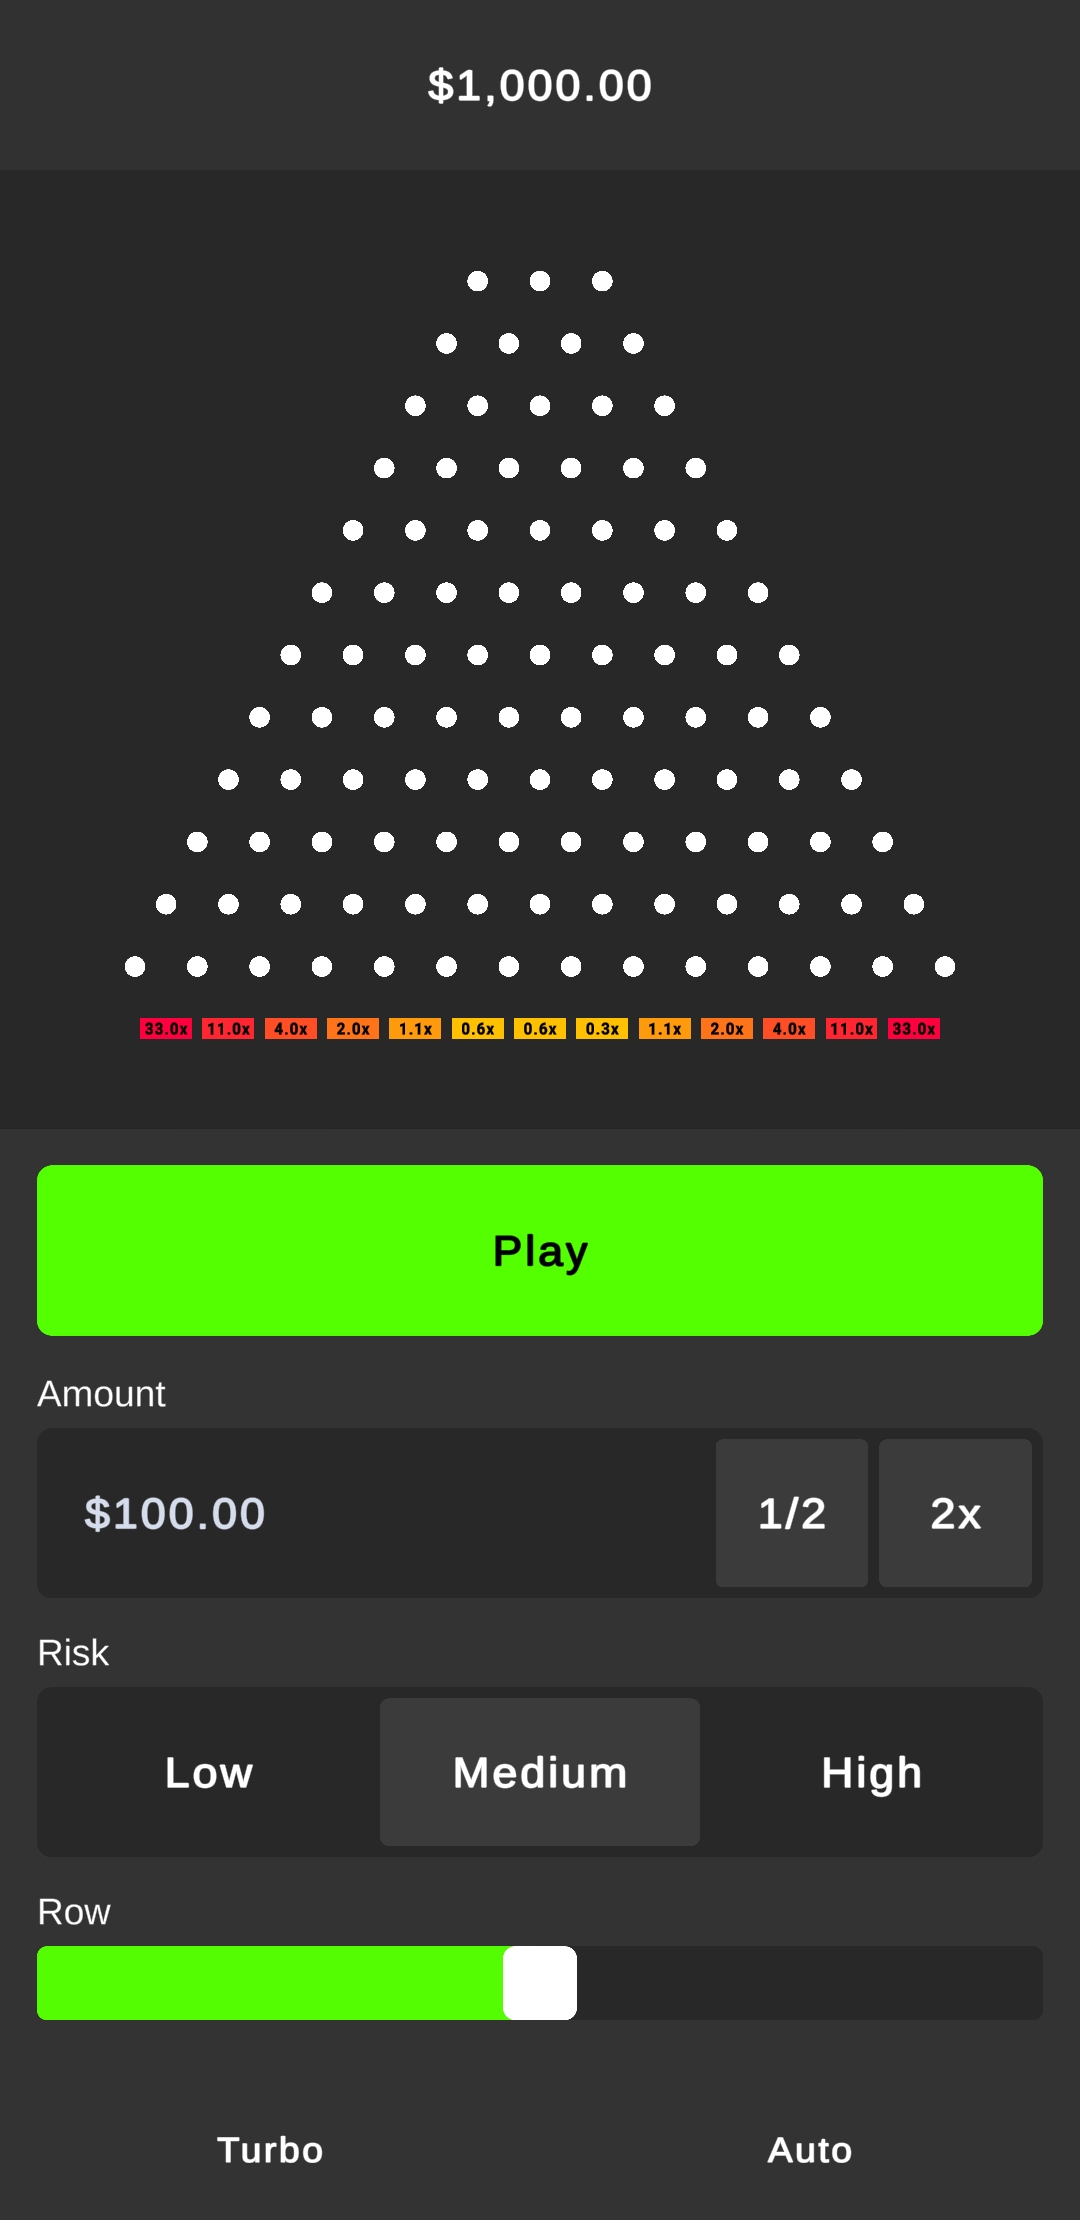 $1,000.00
33.0x 11.0x 4.0x 2.0x 1.1x 0.6x 0.6x 0.3x 1.1x 2.0x 4.0x 11.0x 33.0x
Play
Amount
$100.00 1/2 2x
Risk
Low Medium High
Row
Turbo Auto